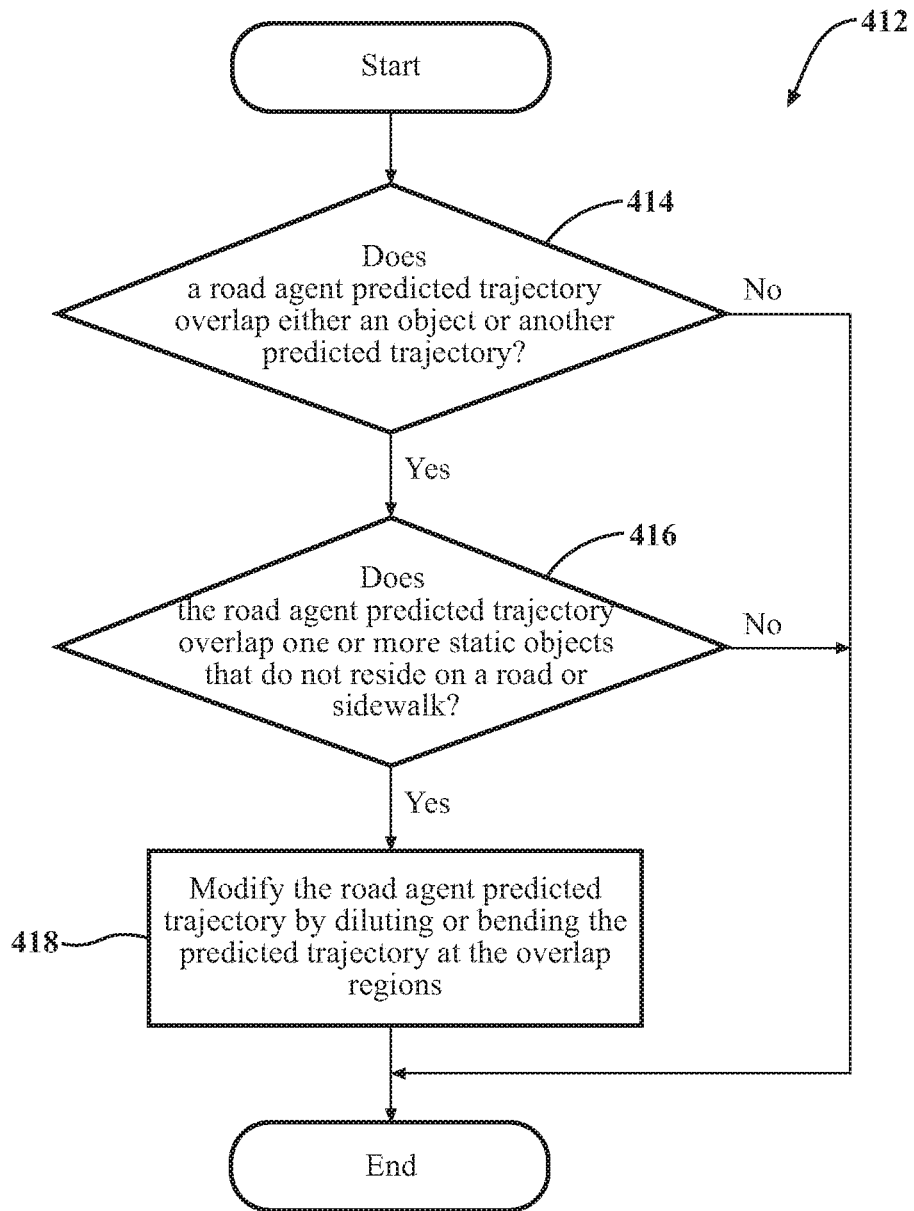 412
Start
414
Does
a road agent predicted trajectory
overlap either an object or another
predicted trajectory?
No
Yes
416
Does
the road agent predicted trajectory
overlap one or more static objects
that do not reside on a road or
sidewalk?
No
Yes
Modify the road agent predicted
trajectory by diluting or bending the
predicted trajectory at the overlap
regions
418
End